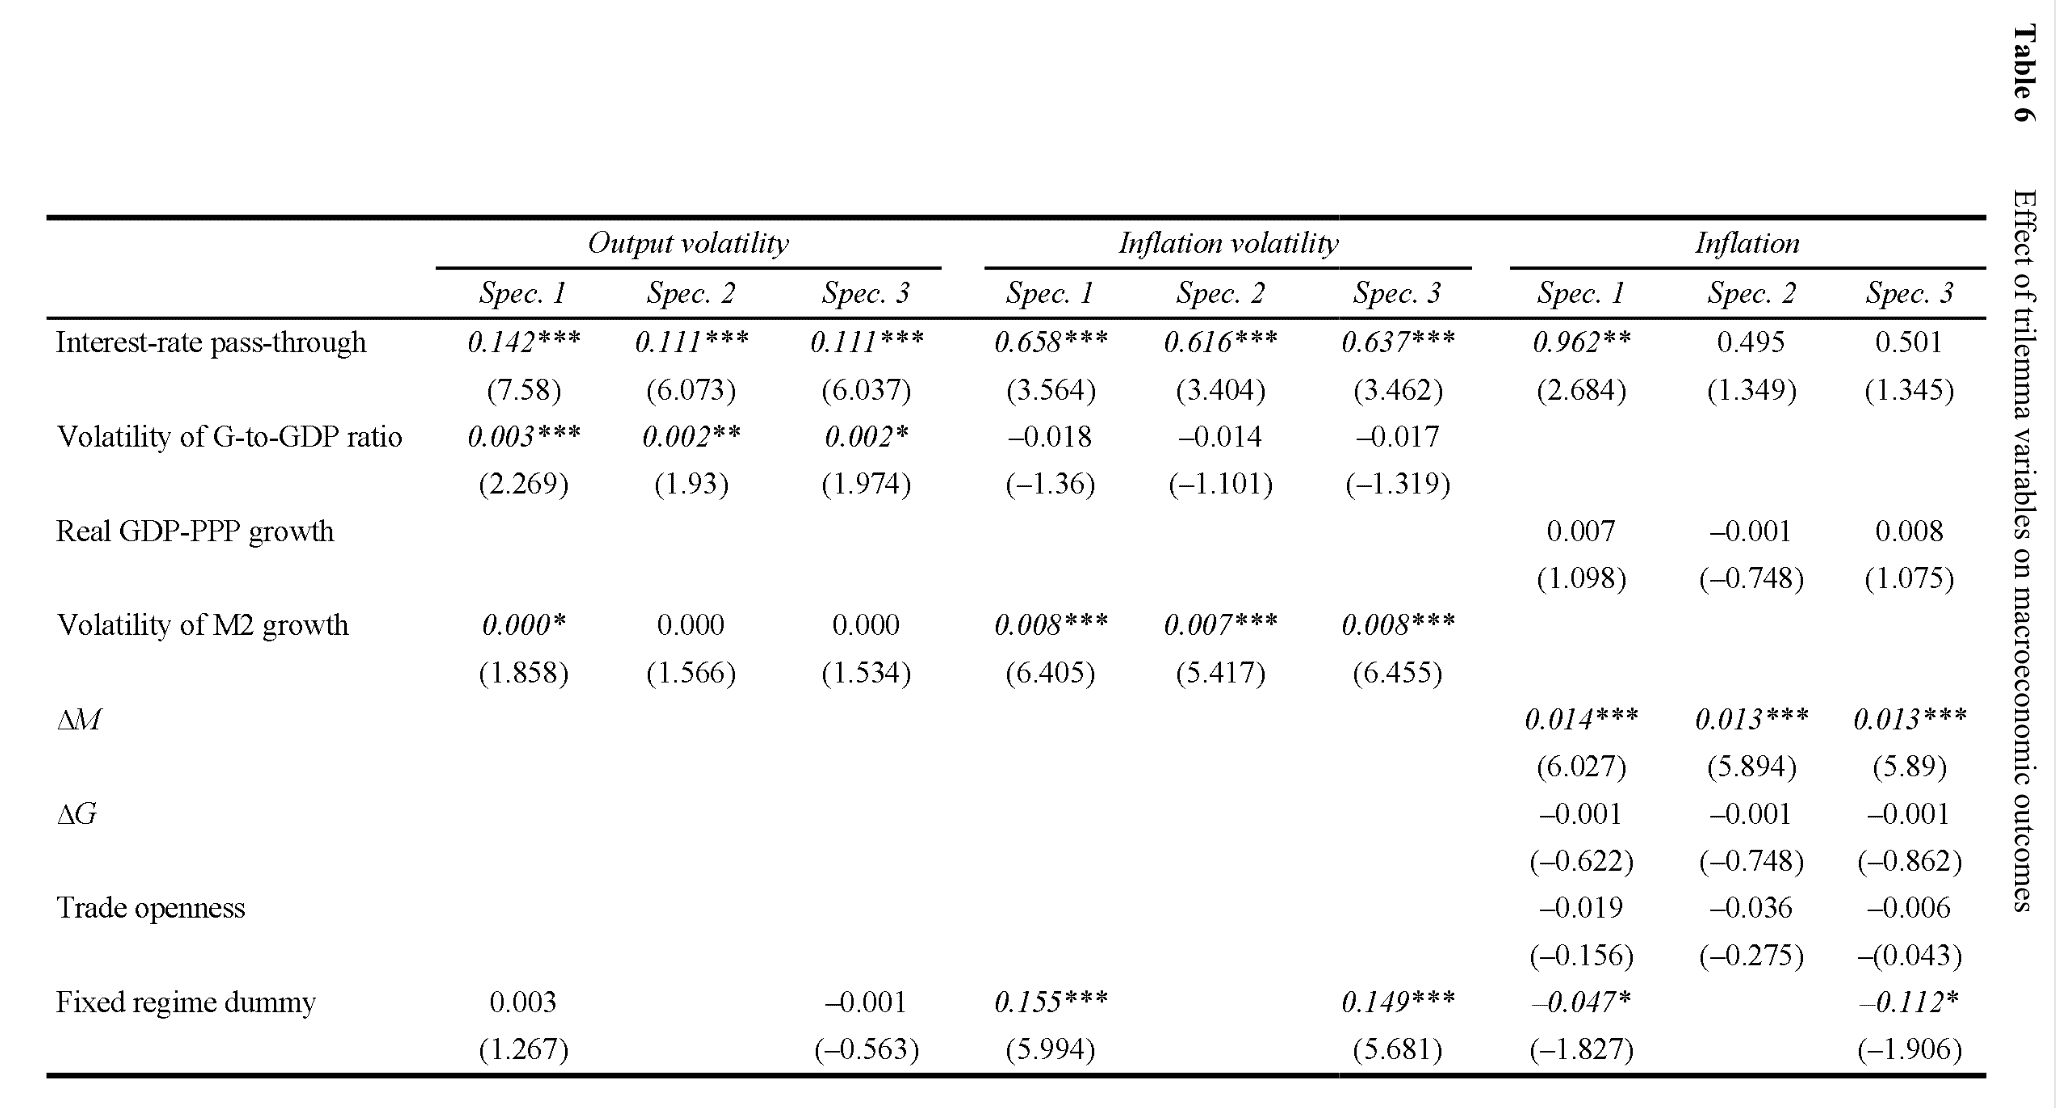 Table 6 Effect of trilemma variables on macroeconomic outcomes
Output volatility Inflation volatility Inflation
Spec. 1 Spec. 2 Spec. 3 Spec. 1 Spec. 2 Spec. 3 Spec. 1 Spec. 2 Spec. 3
Interest-rate pass-through 0.142*** 0.111*** 0.111*** 0.658*** 0.616*** 0.637*** 0.962** 0.495 0.501
(7.58) (6.073) (6.037) (3.564) (3.404) (3.462) (2.684) (1.349) (1.345)
Volatility of G-to-GDP ratio 0.003*** 0.002** 0.002* –0.018 –0.014 –0.017
(2.269) (1.93) (1.974) (–1.36) (–1.101) (–1.319)
Real GDP-PPP growth 0.007 –0.001 0.008
(1.098) (–0.748) (1.075)
Volatility of M2 growth 0.000* 0.000 0.000 0.008*** 0.007*** 0.008***
(1.858) (1.566) (1.534) (6.405) (5.417) (6.455)
ΔM 0.014*** 0.013*** 0.013***
(6.027) (5.894) (5.89)
ΔG –0.001 –0.001 –0.001
(–0.622) (–0.748) (–0.862)
Trade openness –0.019 –0.036 –0.006
(–0.156) (–0.275) –(0.043)
Fixed regime dummy 0.003 –0.001 0.155*** 0.149*** –0.047* –0.112*
(1.267) (–0.563) (5.994) (5.681) (–1.827) (–1.906)